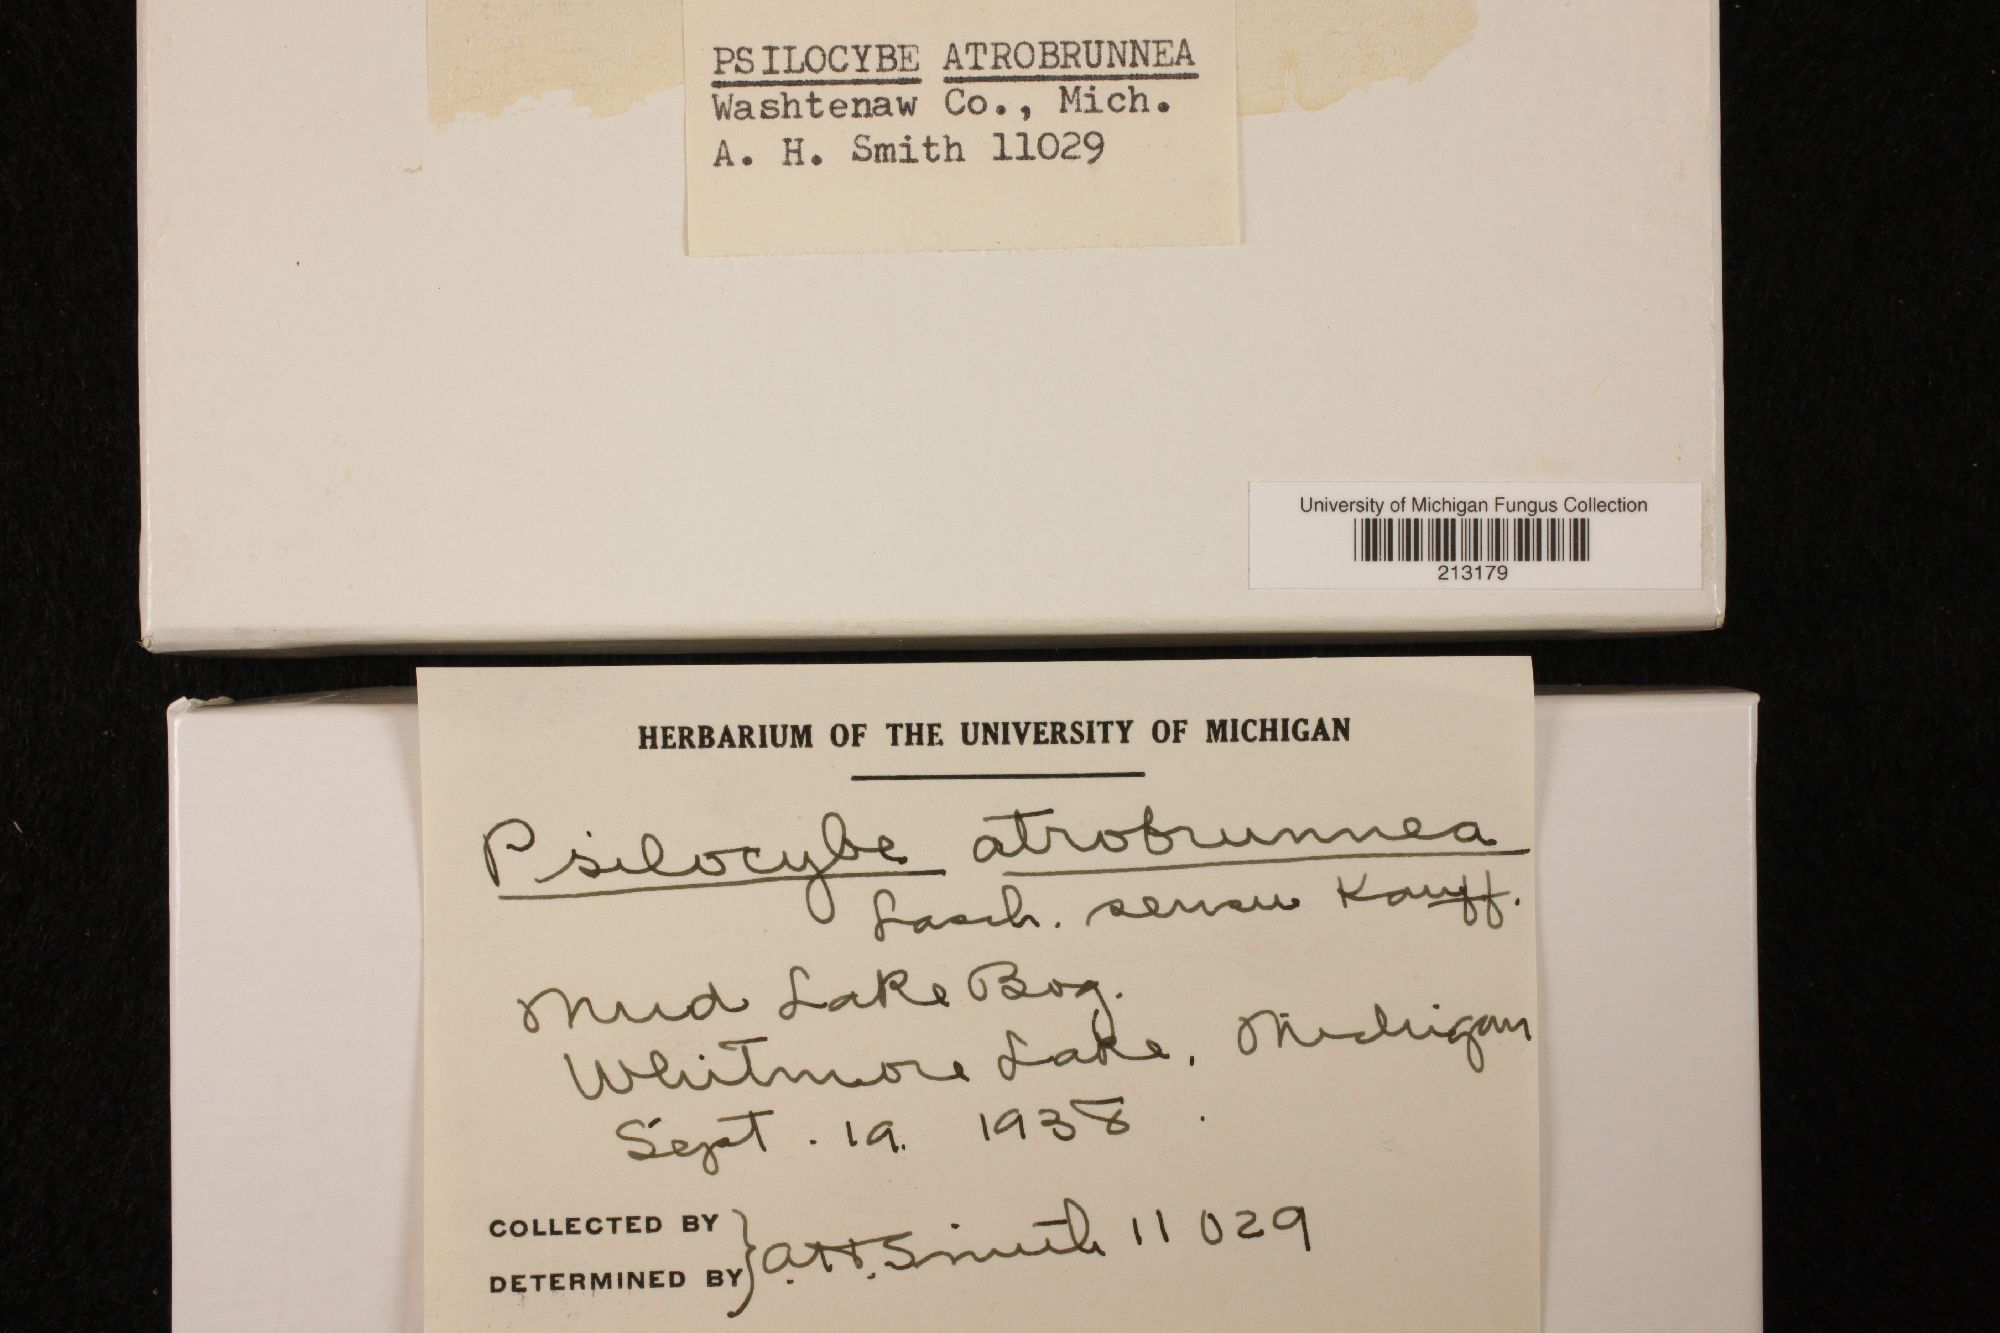 PSILOCYBE ATROBRUNNEA
Washtenaw Co., Mich.
A. H. Smith 11029
University of Michigan Fungus Collection
213179
HERBARIUM OF THE UNIVERSITY OF MICHIGAN
Psilocybe atrobrunnea
Lasch. sensu Kauff.
Mud Lake Bog.
Whitmore Lake, Michigan
Sept. 19. 1938.
COLLECTED BY
DETERMINED BY } A.H. Smith 11029